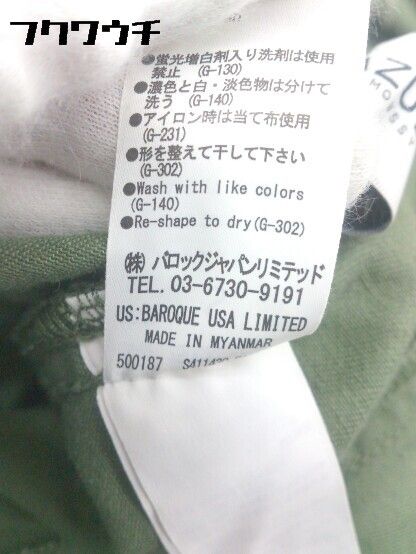 フクワウチ
●蛍光増白剤入り洗剤は使用
禁止 (G-130)
●濃色と白・淡色物は分けて
洗う (G-140)
●アイロン時は当て布使用
(G-231)
●形を整えて干して下さい
(G-302)
●Wash with like colors
(G-140)
●Re-shape to dry(G-302)
(株) バロックジャパンリミテッド
TEL. 03-6730-9191
US: BAROQUE USA LIMITED
MADE IN MYANMAR
500187
AZU
MOUSSY